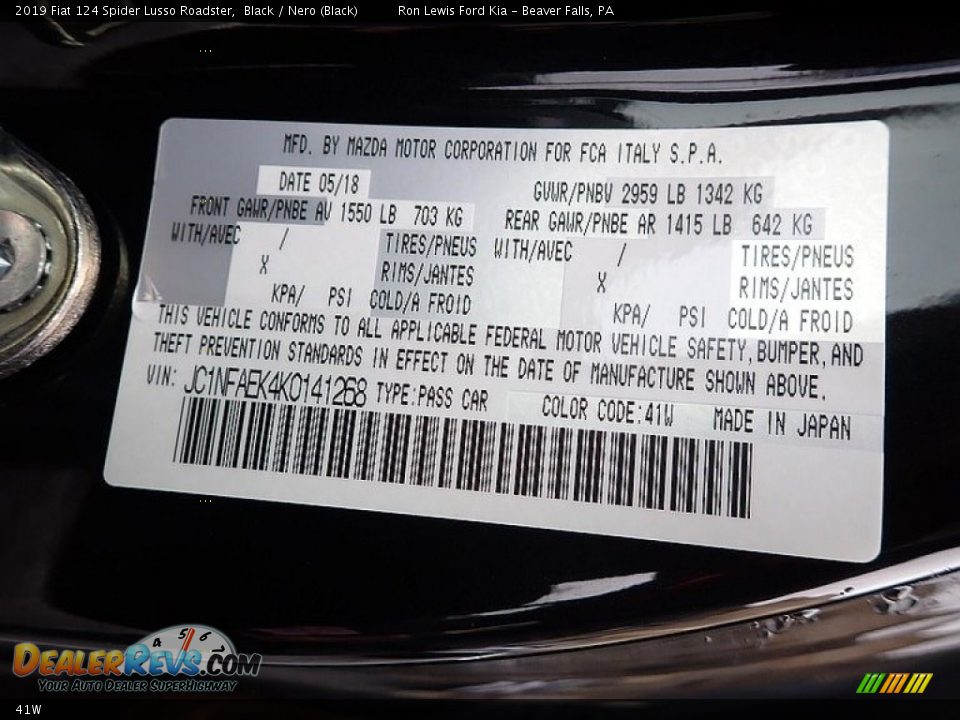 2019 Fiat 124 Spider Lusso Roadster,  Black / Nero (Black)    Ron Lewis Ford Kia - Beaver Falls, PA
MFD. BY MAZDA MOTOR CORPORATION FOR FCA ITALY S.P.A.
DATE 05/18    GVWR/PNBV 2959 LB 1342 KG
FRONT GAWR/PNBE AV 1550 LB 703 KG    REAR GAWR/PNBE AR 1415 LB 642 KG
WITH/AVEC / TIRES/PNEUS    WITH/AVEC / TIRES/PNEUS
X RIMS/JANTES    X RIMS/JANTES
KPA/ PSI COLD/A FROID    KPA/ PSI COLD/A FROID
THIS VEHICLE CONFORMS TO ALL APPLICABLE FEDERAL MOTOR VEHICLE SAFETY, BUMPER, AND
THEFT PREVENTION STANDARDS IN EFFECT ON THE DATE OF MANUFACTURE SHOWN ABOVE.
VIN: JC1NFAEK4K0141268 TYPE:PASS CAR    COLOR CODE:41W    MADE IN JAPAN
4 5 6
DEALERREVS.COM
YOUR AUTO DEALER SUPERHIGHWAY
41W